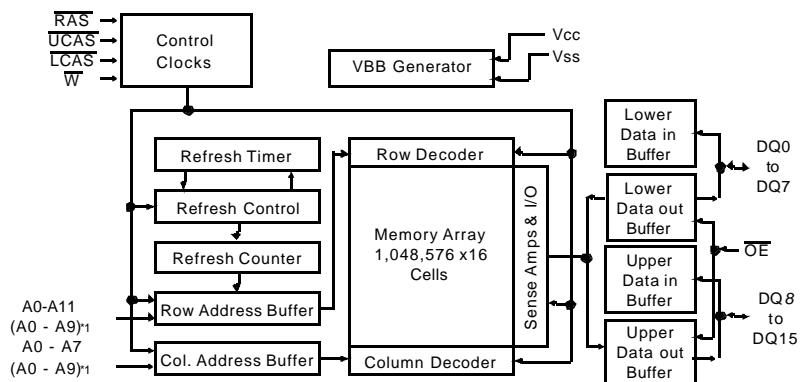 RAS
UCAS
LCAS
W
Control
Clocks
VBB Generator
Vcc
Vss
Refresh Timer
Refresh Control
Refresh Counter
Row Address Buffer
Col. Address Buffer
Row Decoder
Memory Array
1,048,576 x16
Cells
Column Decoder
Sense Amps & I/O
Lower
Data in
Buffer
Lower
Data out
Buffer
Upper
Data in
Buffer
Upper
Data out
Buffer
DQ0
to
DQ7
OE
DQ8
to
DQ15
A0-A11
(A0 - A9)*1
A0 - A7
(A0 - A9)*1